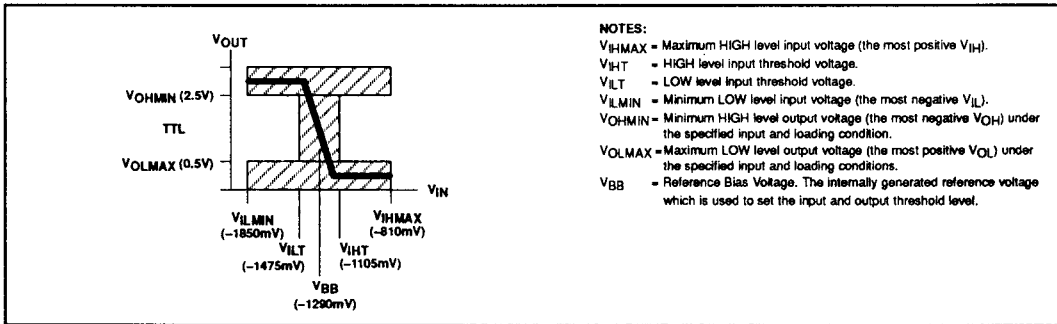 VOUT
VOHMIN (2.5V)
TTL
VOLMAX (0.5V)
VIN
VILMIN
(–1850mV)
VIHMAX
(–810mV)
VILT
(–1475mV)
VIHT
(–1105mV)
VBB
(–1290mV)
NOTES:
VIHMAX = Maximum HIGH level input voltage (the most positive VIH).
VIHT = HIGH level input threshold voltage.
VILT = LOW level input threshold voltage.
VILMIN = Minimum LOW level input voltage (the most negative VIL).
VOHMIN = Minimum HIGH level output voltage (the most negative VOH) under
the specified input and loading condition.
VOLMAX = Maximum LOW level output voltage (the most positive VOL) under
the specified input and loading conditions.
VBB = Reference Bias Voltage. The internally generated reference voltage
which is used to set the input and output threshold level.